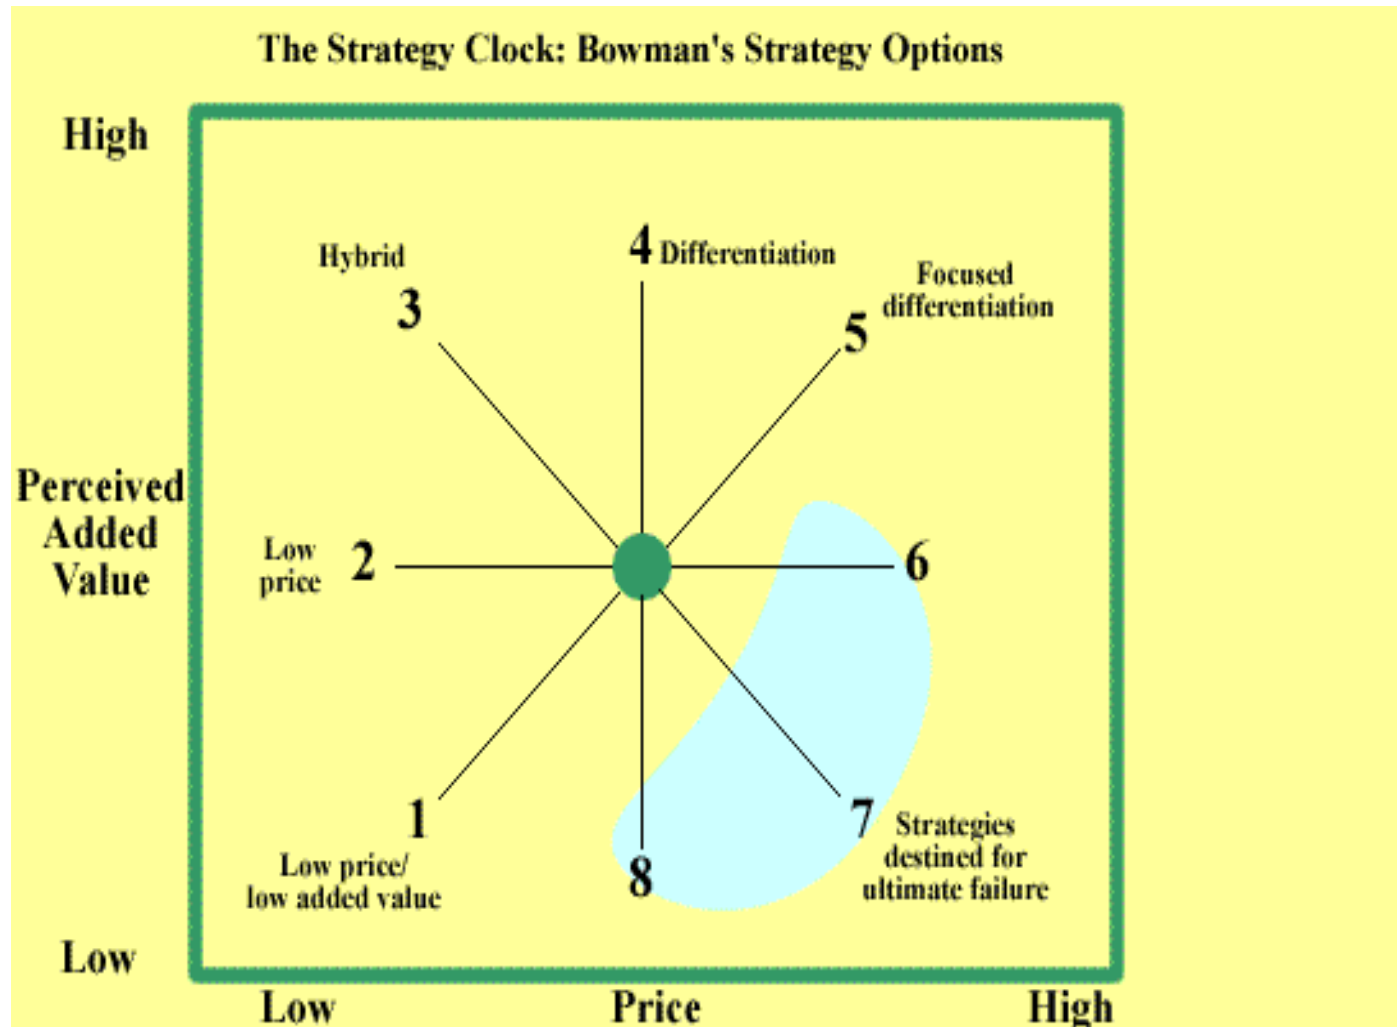 The Strategy Clock: Bowman's Strategy Options
High
Hybrid
3
4 Differentiation
Focused
differentiation
5
Perceived
Added
Value
Low
price
2
6
1
Low price/
low added value
8
7
Strategies
destined for
ultimate failure
Low
Low
Price
High